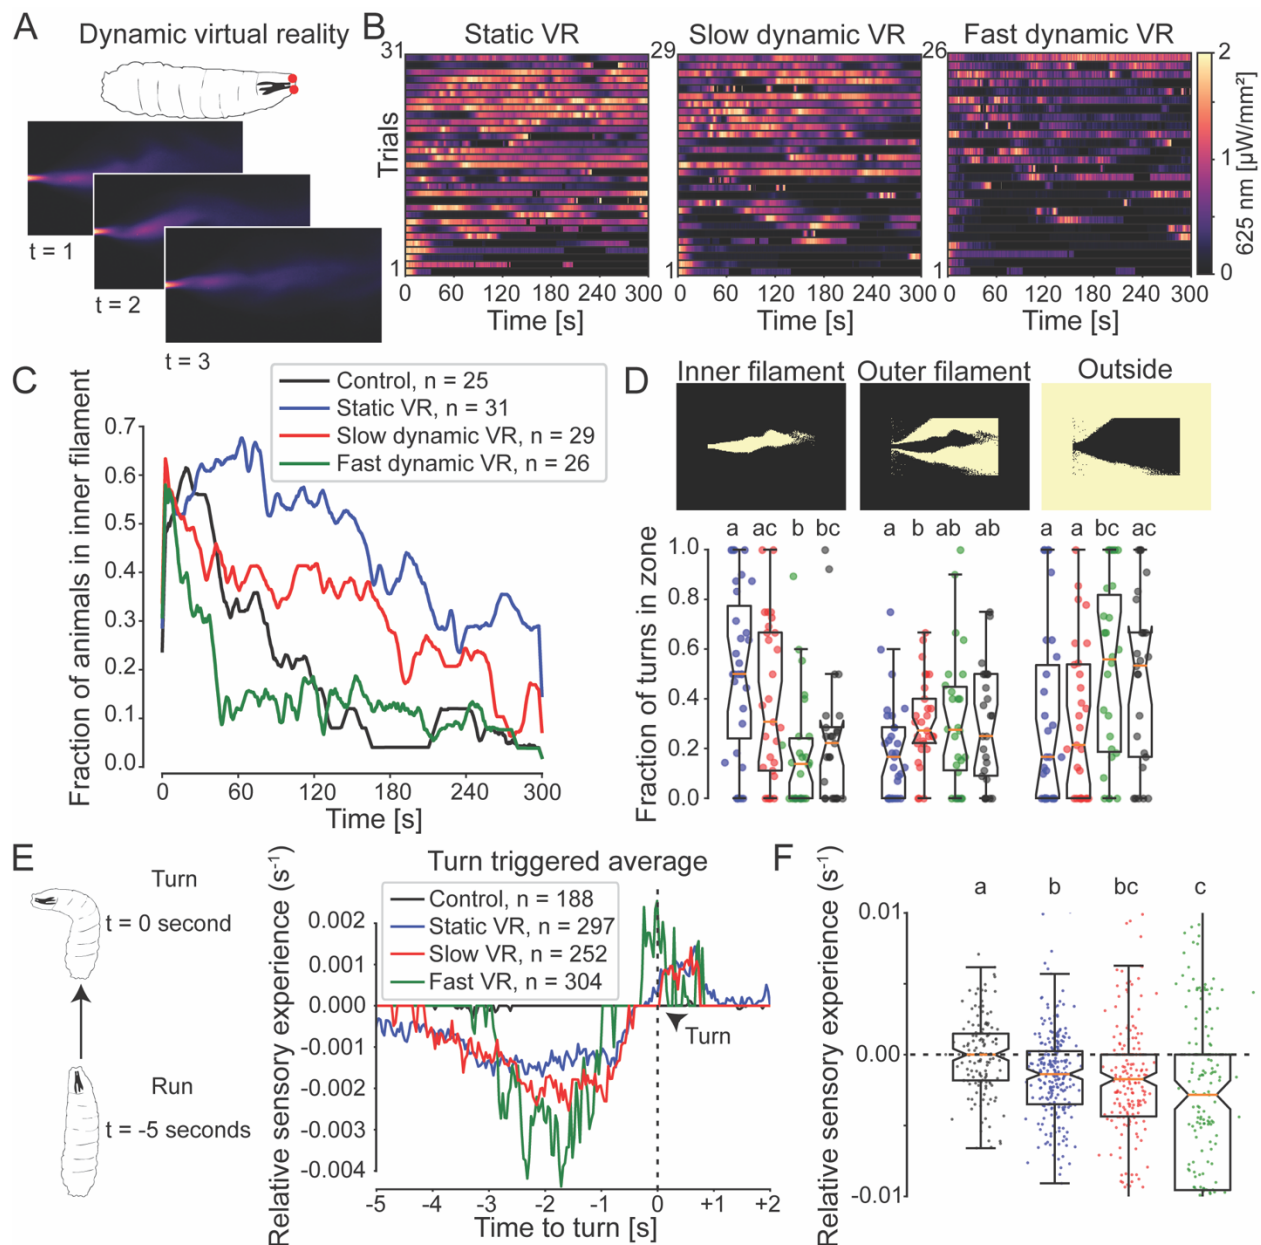 A
Dynamic virtual reality
t = 1
t = 2
t = 3
B
Static VR
Slow dynamic VR
Fast dynamic VR
31
29
26
Trials
1
1
1
0 60 120 180 240 300
0 60 120 180 240 300
0 60 120 180 240 300
Time [s]
Time [s]
Time [s]
2
1
0
625 nm [µW/mm²]
C
Control, n = 25
Static VR, n = 31
Slow dynamic VR, n = 29
Fast dynamic VR, n = 26
Fraction of animals in inner filament
0.7
0.6
0.5
0.4
0.3
0.2
0.1
0.0
0 60 120 180 240 300
Time [s]
D
Inner filament
Outer filament
Outside
a ac b bc
a b ab ab
a a bc ac
Fraction of turns in zone
1.0
0.8
0.6
0.4
0.2
0.0
E
Turn
t = 0 second
Run
t = -5 seconds
Turn triggered average
Control, n = 188
Static VR, n = 297
Slow VR, n = 252
Fast VR, n = 304
Relative sensory experience (s⁻¹)
0.002
0.001
0.000
-0.001
-0.002
-0.003
-0.004
Turn
-5 -4 -3 -2 -1 0 +1 +2
Time to turn [s]
F
a b bc c
Relative sensory experience (s⁻¹)
0.01
0.00
-0.01